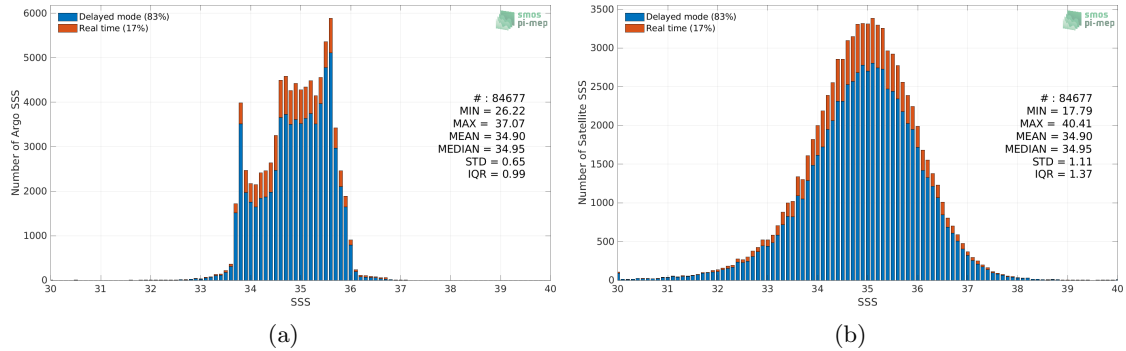 Delayed mode (83%)
Real time (17%)
smos
pi-mep
# : 84677
MIN = 26.22
MAX = 37.07
MEAN = 34.90
MEDIAN = 34.95
STD = 0.65
IQR = 0.99
Number of Argo SSS
6000
5000
4000
3000
2000
1000
0
30 31 32 33 34 35 36 37 38 39 40
SSS
(a)
Delayed mode (83%)
Real time (17%)
smos
pi-mep
# : 84677
MIN = 17.79
MAX = 40.41
MEAN = 34.90
MEDIAN = 34.95
STD = 1.11
IQR = 1.37
Number of Satellite SSS
3500
3000
2500
2000
1500
1000
500
0
30 31 32 33 34 35 36 37 38 39 40
SSS
(b)